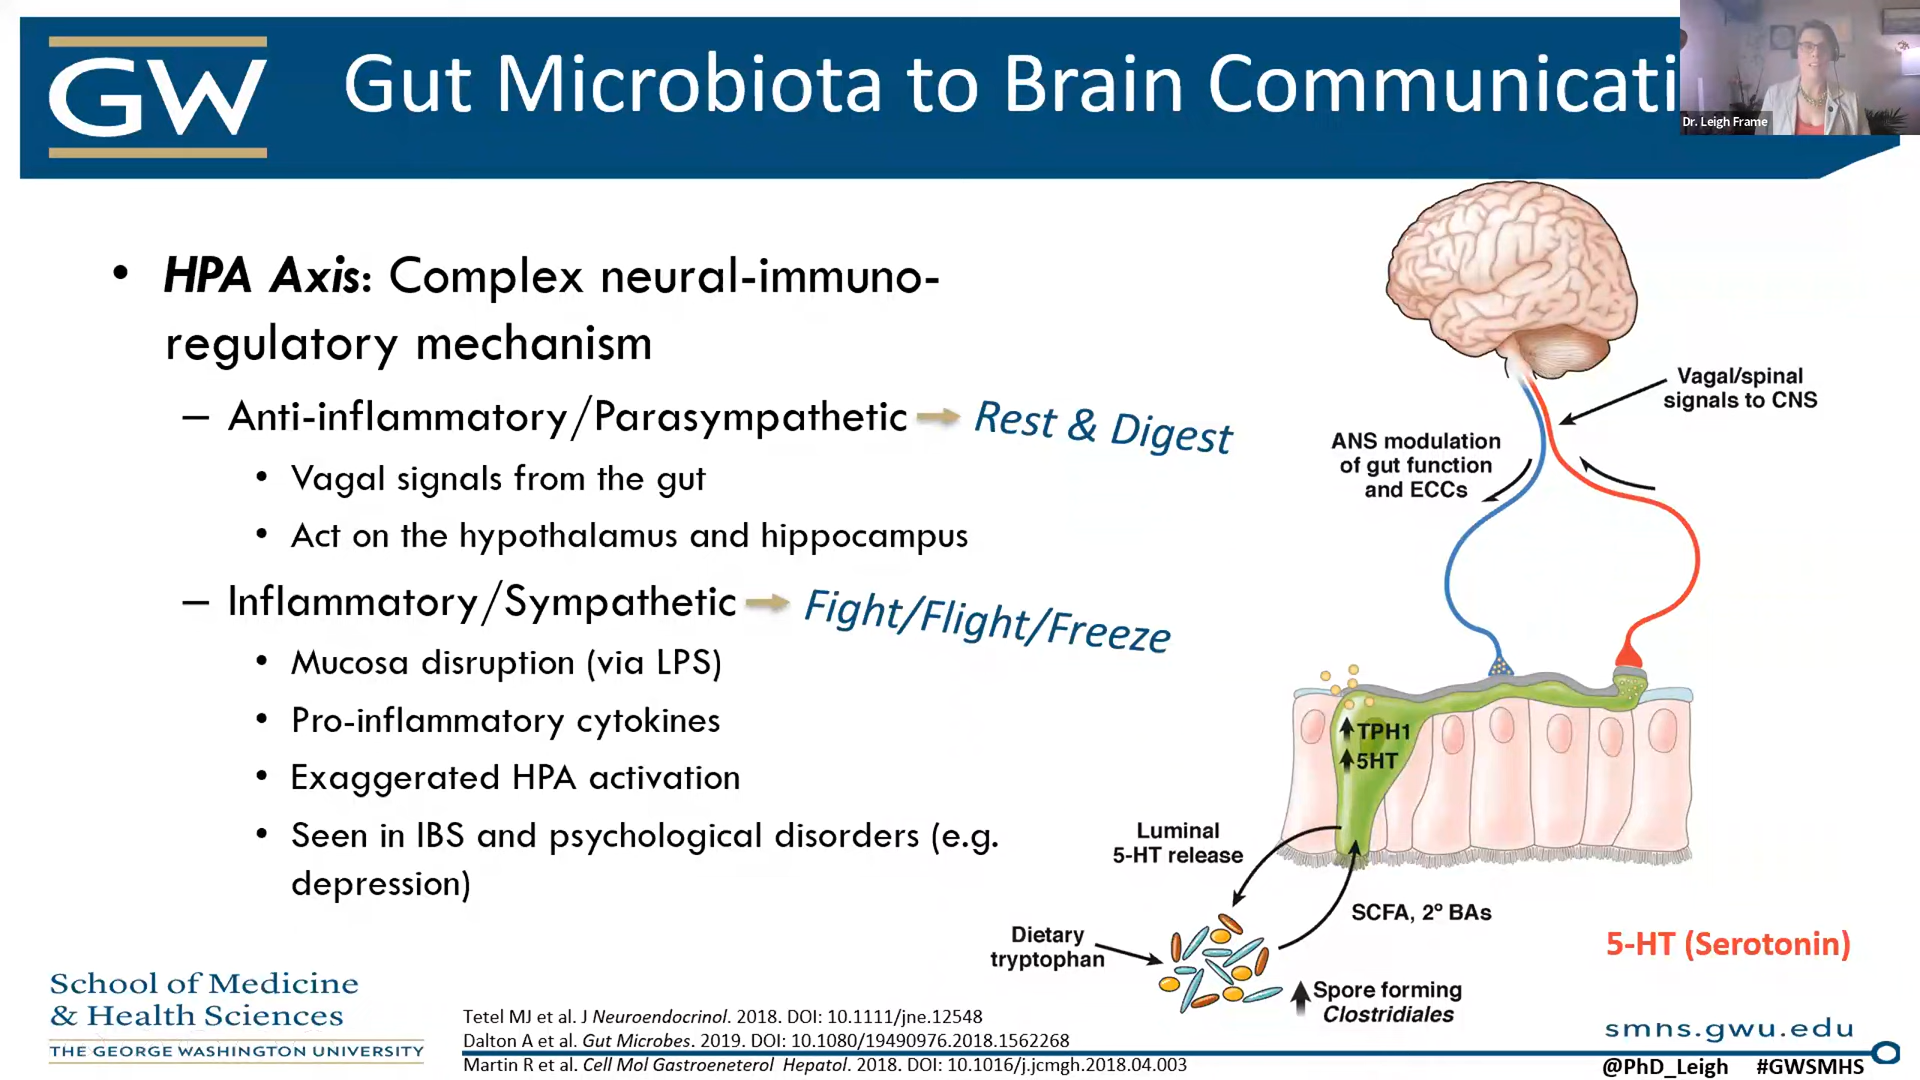 GW
Gut Microbiota to Brain Communicati
Dr. Leigh Frame
• HPA Axis: Complex neural-immuno-
regulatory mechanism
– Anti-inflammatory/Parasympathetic
Rest & Digest
• Vagal signals from the gut
• Act on the hypothalamus and hippocampus
– Inflammatory/Sympathetic
Fight/Flight/Freeze
• Mucosa disruption (via LPS)
• Pro-inflammatory cytokines
• Exaggerated HPA activation
• Seen in IBS and psychological disorders (e.g.
depression)
Vagal/spinal
signals to CNS
ANS modulation
of gut function
and ECCs
TPH1
5HT
Luminal
5-HT release
SCFA, 2º BAs
Dietary
tryptophan
Spore forming
Clostridiales
5-HT (Serotonin)
School of Medicine
& Health Sciences
THE GEORGE WASHINGTON UNIVERSITY
Tetel MJ et al. J Neuroendocrinol. 2018. DOI: 10.1111/jne.12548
Dalton A et al. Gut Microbes. 2019. DOI: 10.1080/19490976.2018.1562268
Martin R et al. Cell Mol Gastroeneterol Hepatol. 2018. DOI: 10.1016/j.jcmgh.2018.04.003
smhs.gwu.edu
@PhD_Leigh #GWSMHS